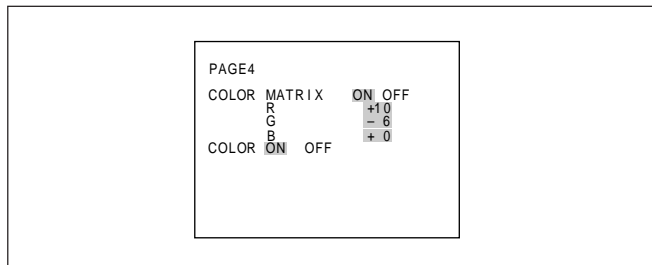 PAGE4
COLOR MATRIX ON OFF
R +10
G – 6
B + 0
COLOR ON OFF